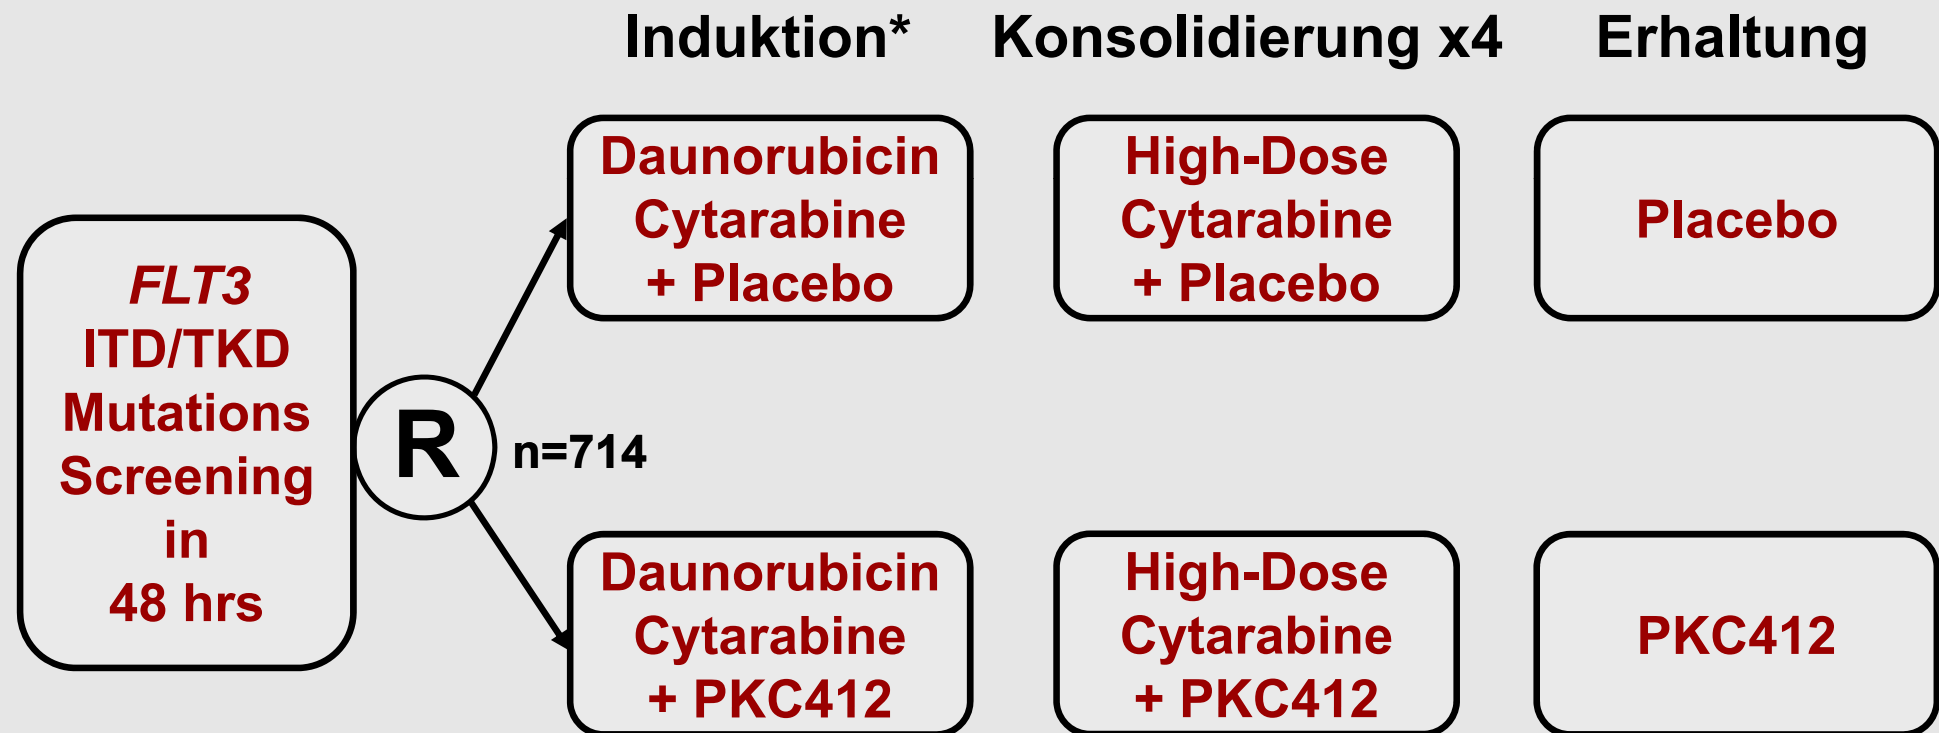 Induktion* Konsolidierung x4 Erhaltung
FLT3
ITD/TKD
Mutations
Screening
in
48 hrs
R
n=714
Daunorubicin
Cytarabine
+ Placebo
High-Dose
Cytarabine
+ Placebo
Placebo
Daunorubicin
Cytarabine
+ PKC412
High-Dose
Cytarabine
+ PKC412
PKC412